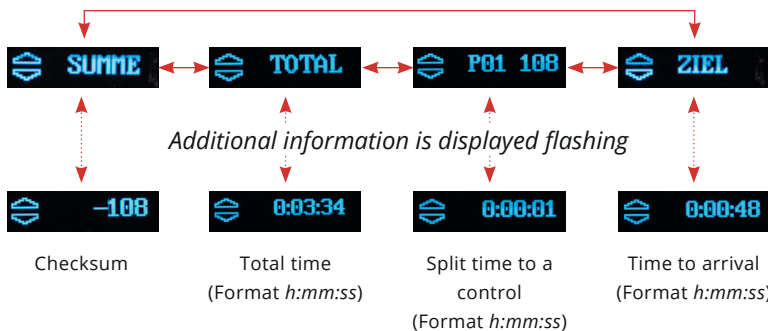 SUMME
TOTAL
P01 108
ZIEL
Additional information is displayed flashing
-108
0:03:34
0:00:01
0:00:48
Checksum
Total time
(Format h:mm:ss)
Split time to a
control
(Format h:mm:ss)
Time to arrival
(Format h:mm:ss)